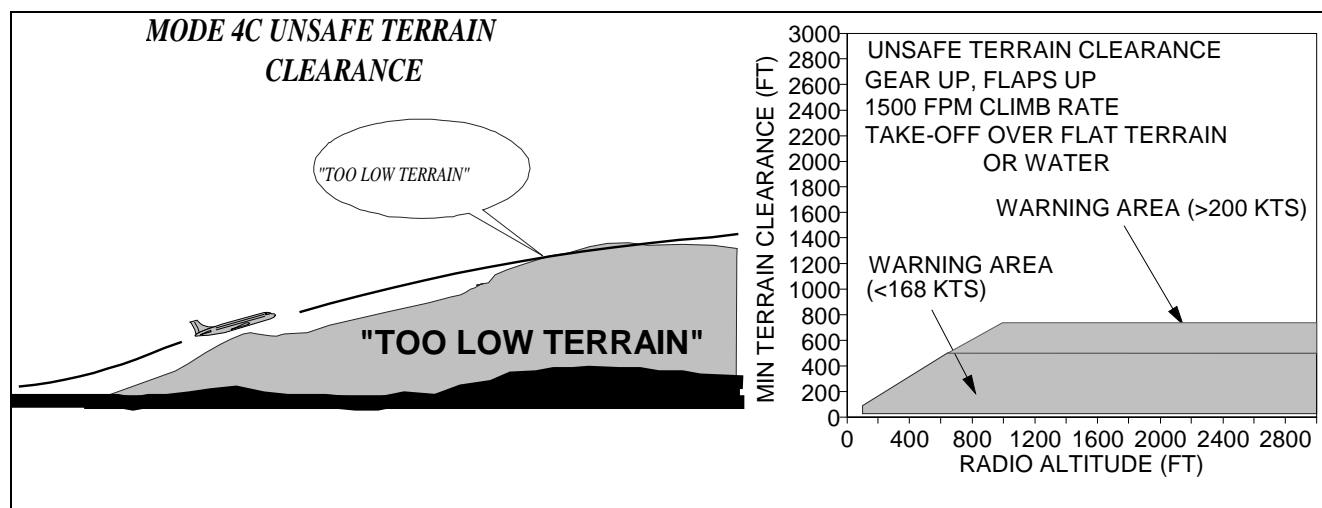 MODE 4C UNSAFE TERRAIN
CLEARANCE
"TOO LOW TERRAIN"
"TOO LOW TERRAIN"
MIN TERRAIN CLEARANCE (FT)
3000
2800
2600
2400
2200
2000
1800
1600
1400
1200
1000
800
600
400
200
0
UNSAFE TERRAIN CLEARANCE
GEAR UP, FLAPS UP
1500 FPM CLIMB RATE
TAKE-OFF OVER FLAT TERRAIN
OR WATER
WARNING AREA (>200 KTS)
WARNING AREA
(<168 KTS)
0 400 800 1200 1600 2000 2400 2800
RADIO ALTITUDE (FT)